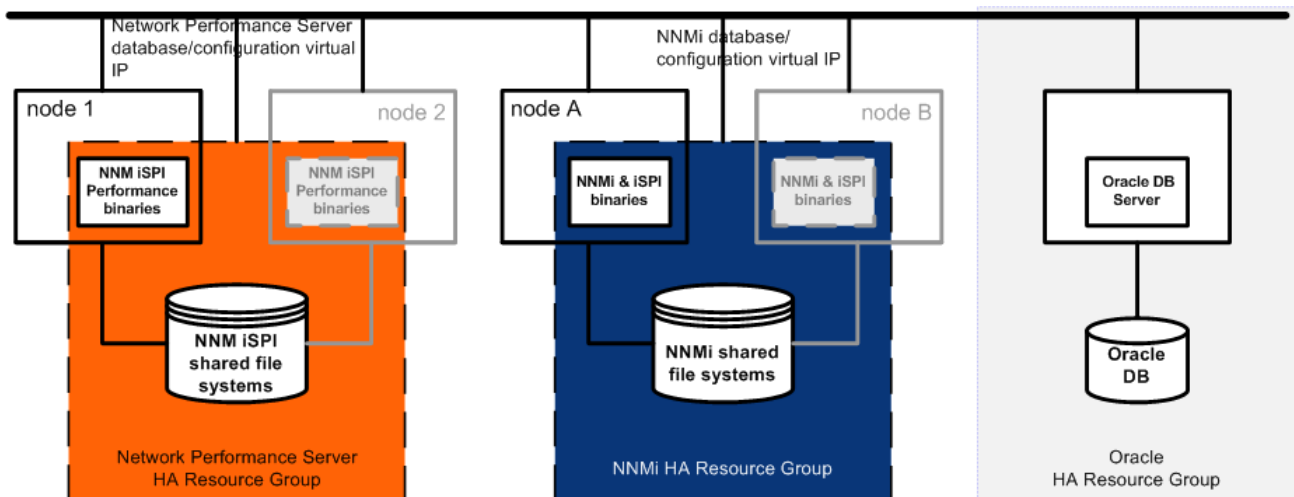 Network Performance Server
database/configuration virtual
IP
NNMi database/
configuration virtual IP
node 1
node 2
node A
node B
NNM iSPI
Performance
binaries
NNM iSPI
Performance
binaries
NNMi & iSPI
binaries
NNMi & iSPI
binaries
Oracle DB
Server
NNM iSPI
shared file
systems
NNMi shared
file systems
Oracle
DB
Network Performance Server
HA Resource Group
NNMi HA Resource Group
Oracle
HA Resource Group